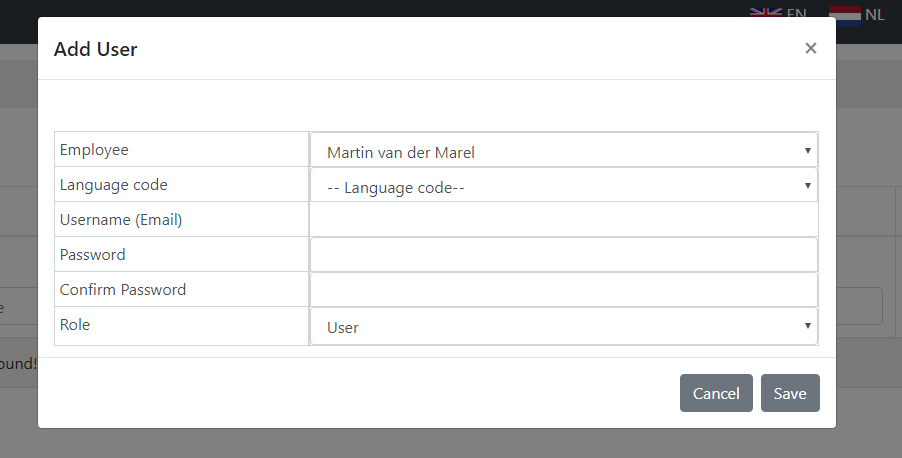 EN NL
Add User ×
Employee Martin van der Marel
Language code -- Language code--
Username (Email)
Password
Confirm Password
Role User
ound!
Cancel Save